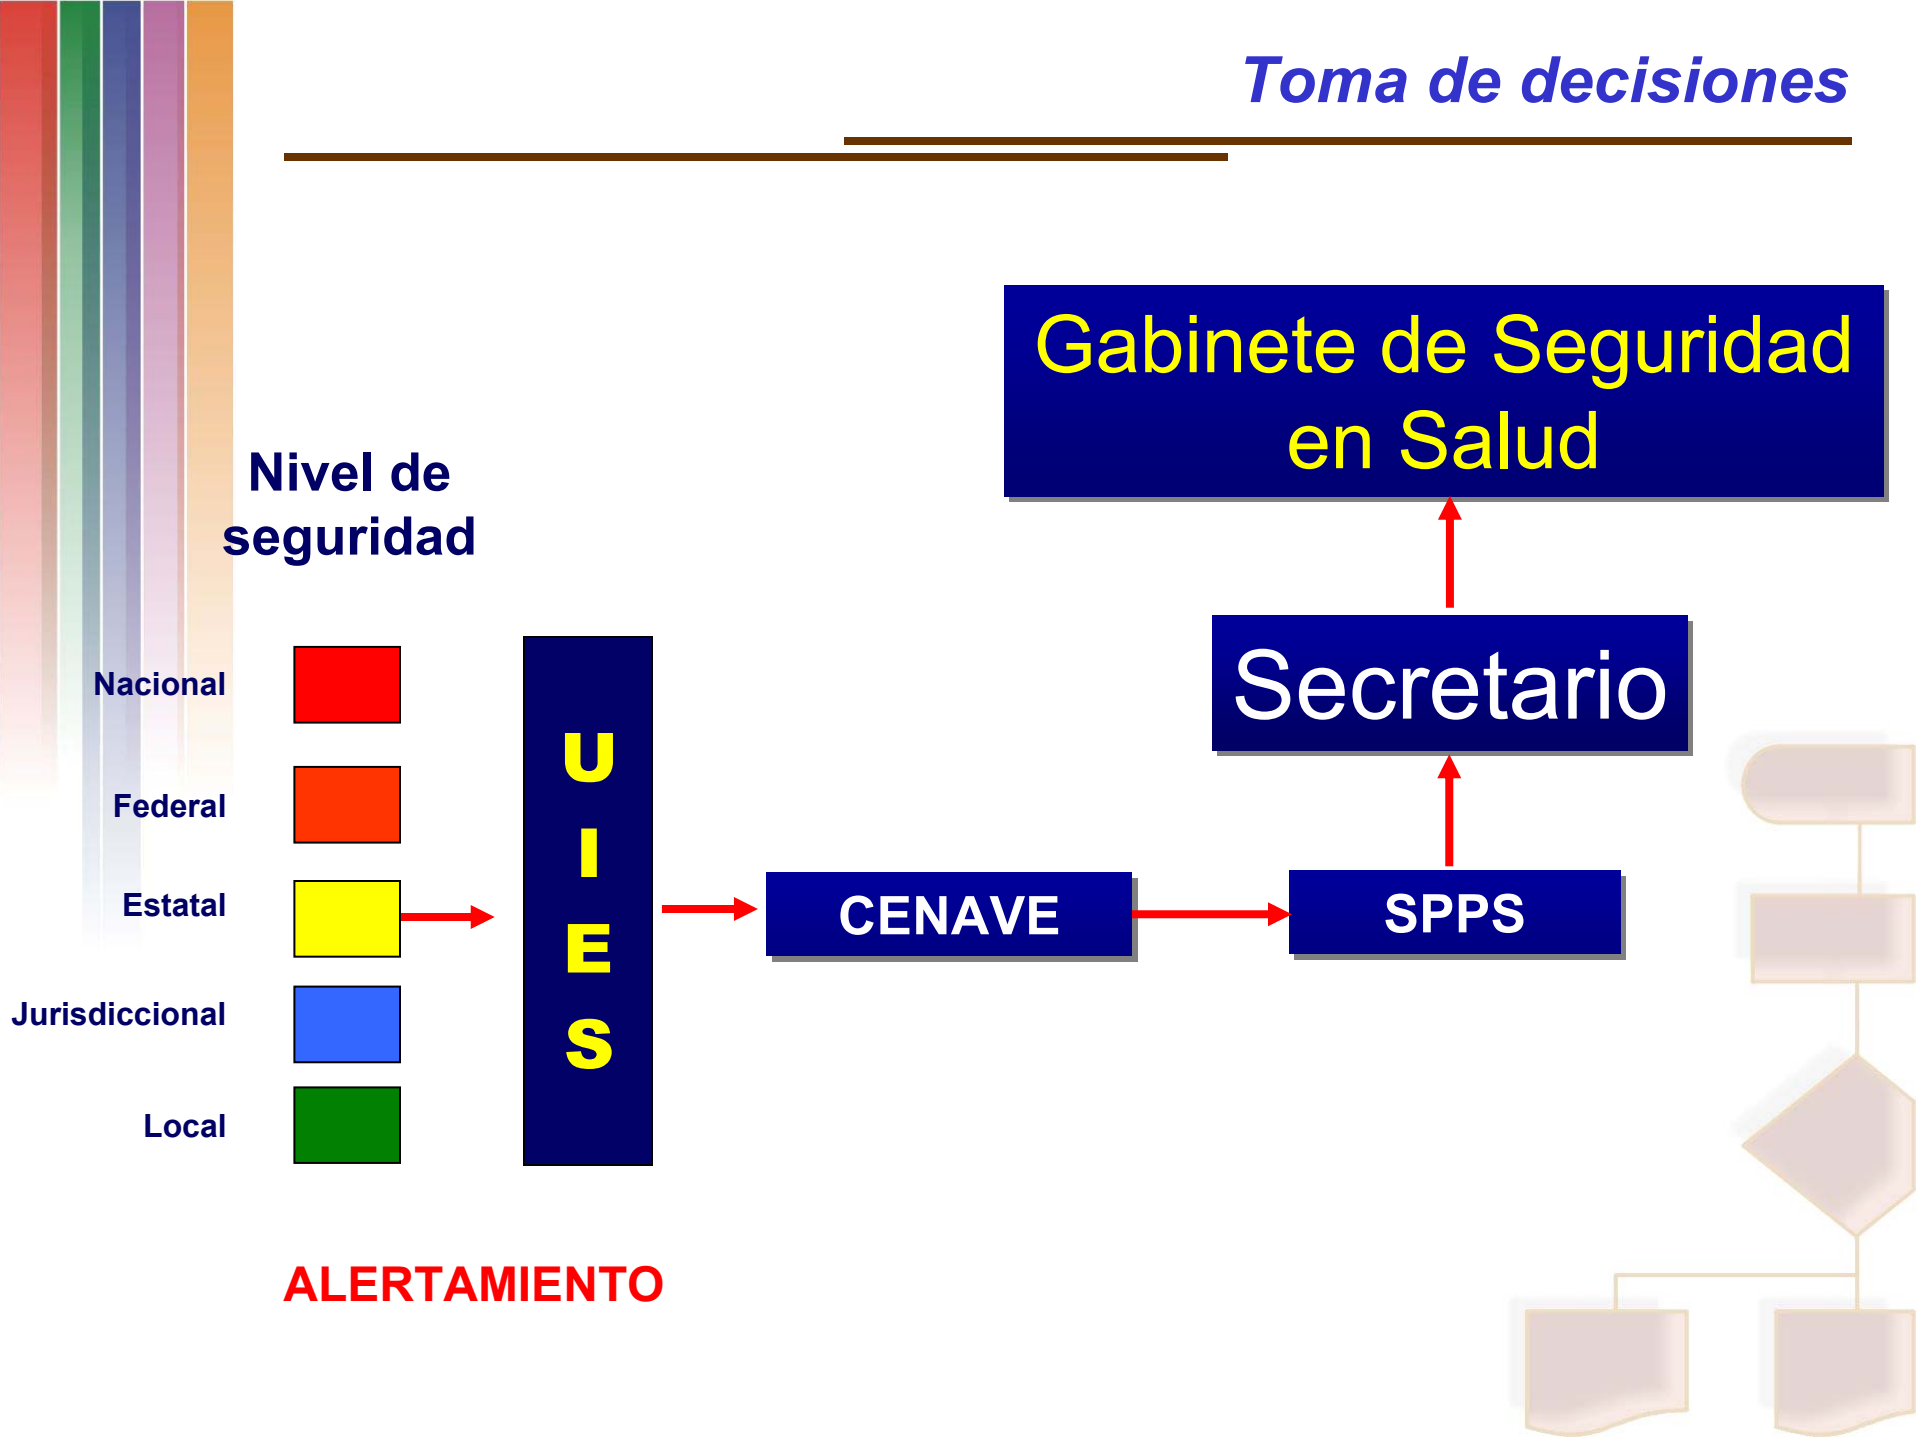 Toma de decisiones
Gabinete de Seguridad
en Salud
Nivel de
seguridad
Secretario
Nacional
Federal
Estatal
Jurisdiccional
Local
U
I
E
S
CENAVE
SPPS
ALERTAMIENTO